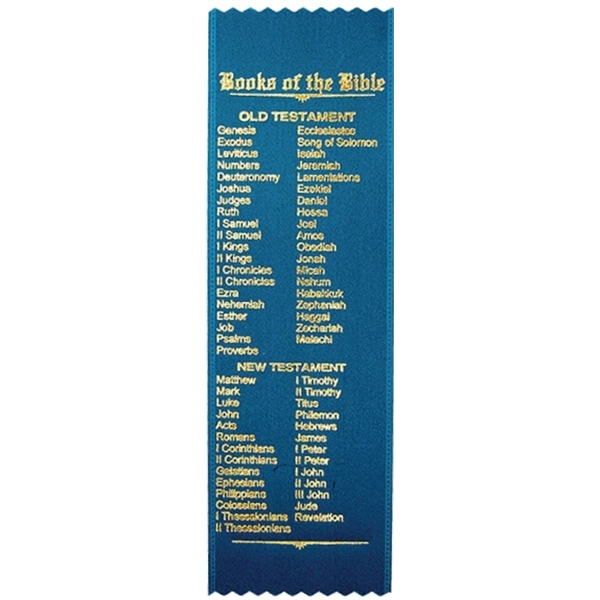 Books of the Bible
OLD TESTAMENT
Genesis
Exodus
Leviticus
Numbers
Deuteronomy
Joshua
Judges
Ruth
I Samuel
II Samuel
I Kings
II Kings
I Chronicles
II Chronicles
Ezra
Nehemiah
Esther
Job
Psalms
Proverbs
Ecclesiastes
Song of Solomon
Isaiah
Jeremiah
Lamentations
Ezekiel
Daniel
Hosea
Joel
Amos
Obadiah
Jonah
Micah
Nahum
Habakkuk
Zephaniah
Haggai
Zechariah
Malachi
NEW TESTAMENT
Matthew
Mark
Luke
John
Acts
Romans
I Corinthians
II Corinthians
Galatians
Ephesians
Philippians
Colossians
I Thessalonians
II Thessalonians
I Timothy
II Timothy
Titus
Philemon
Hebrews
James
I Peter
II Peter
I John
II John
III John
Jude
Revelation